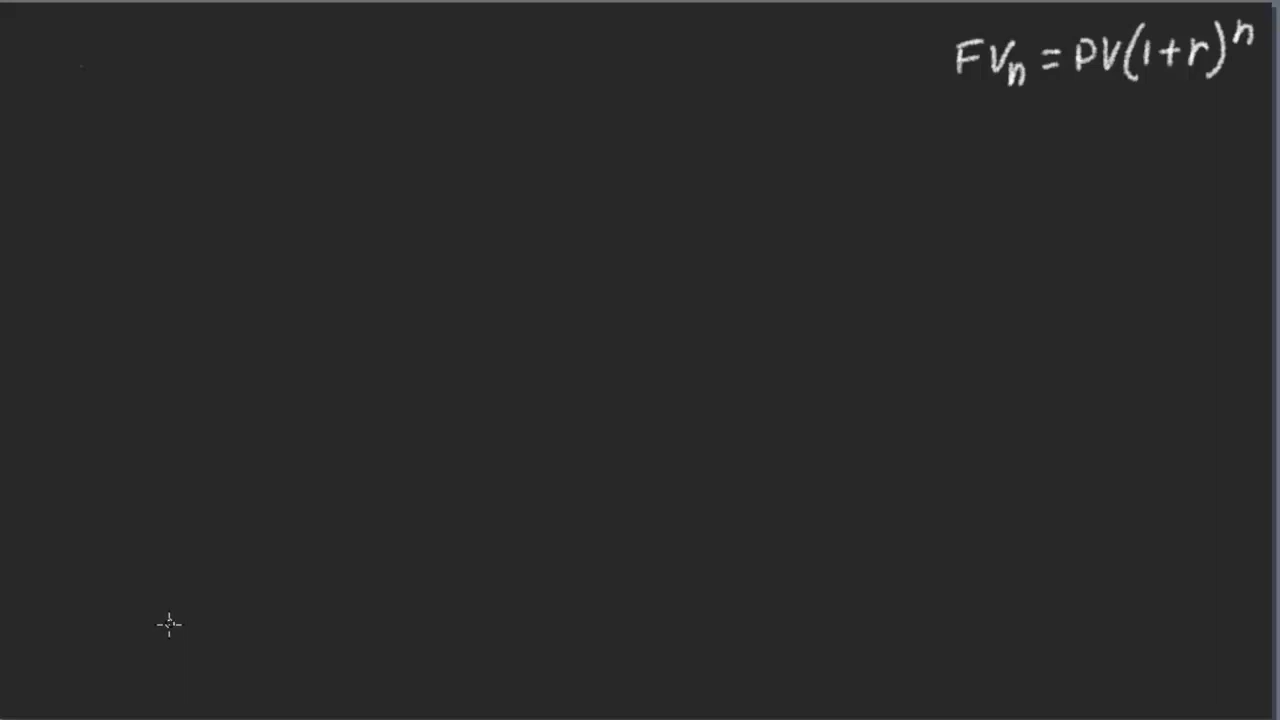 FVₙ = PV(1+r)ⁿ